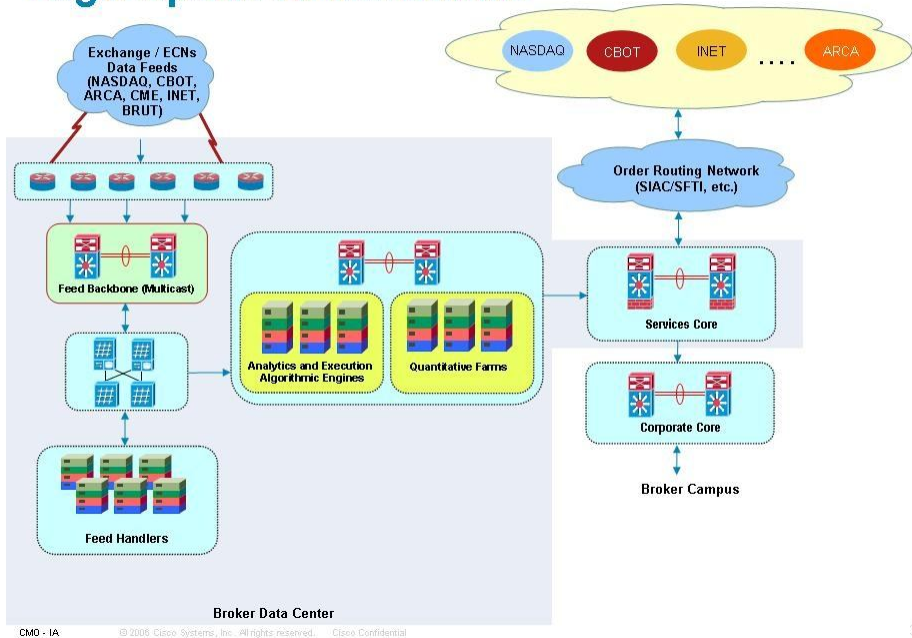 Exchange / ECNs
Data Feeds
(NASDAQ, CBOT,
ARCA, CME, INET,
BRUT)
NASDAQ
CBOT
INET
....
ARCA
Order Routing Network
(SIAC/SFTI, etc.)
Feed Backbone (Multicast)
Analytics and Execution
Algorithmic Engines
Quantitative Farms
Services Core
Corporate Core
Broker Campus
Feed Handlers
Broker Data Center
CMO - IA
© 2006 Cisco Systems, Inc. All rights reserved.
Cisco Confidential